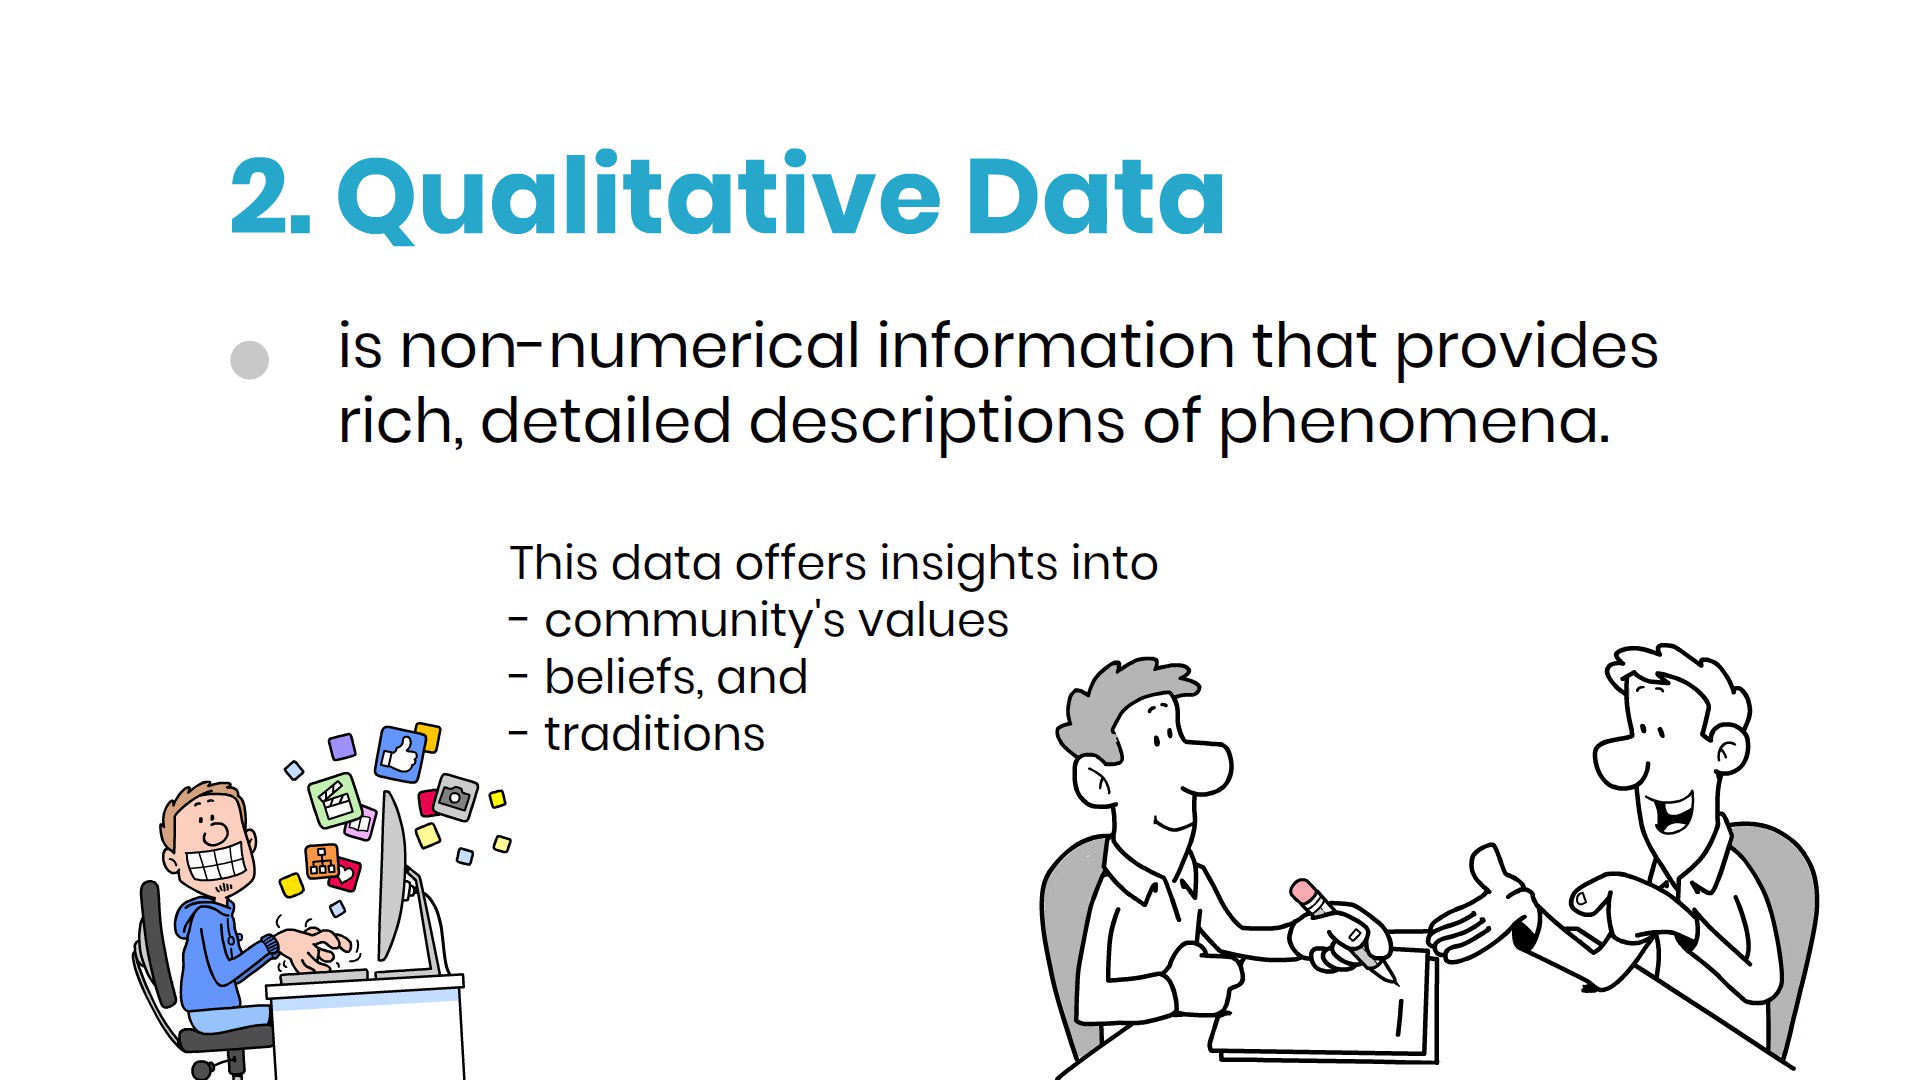 2. Qualitative Data
is non-numerical information that provides
rich, detailed descriptions of phenomena.
This data offers insights into
- community's values
- beliefs, and
- traditions